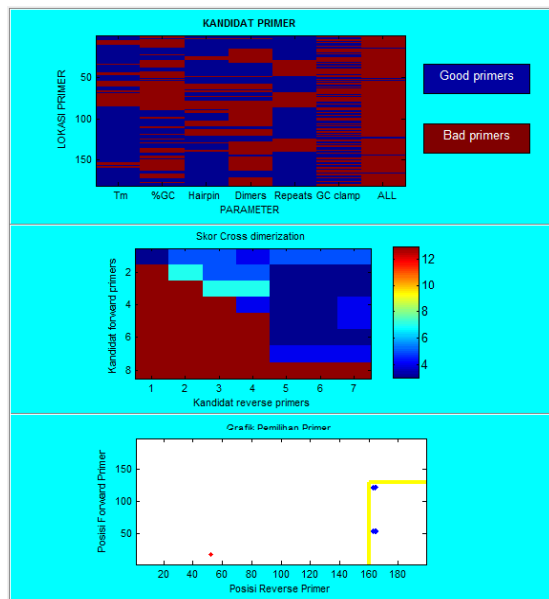 KANDIDAT PRIMER
LOKASI PRIMER
50
100
150
Tm %GC Hairpin Dimers Repeats GC clamp ALL
PARAMETER
Good primers
Bad primers
Skor Cross dimerization
Kandidat forward primers
2
4
6
8
1 2 3 4 5 6 7
Kandidat reverse primers
12
10
8
6
4
Grafik Pemilihan Primer
Posisi Forward Primer
150
100
50
20 40 60 80 100 120 140 160 180
Posisi Reverse Primer